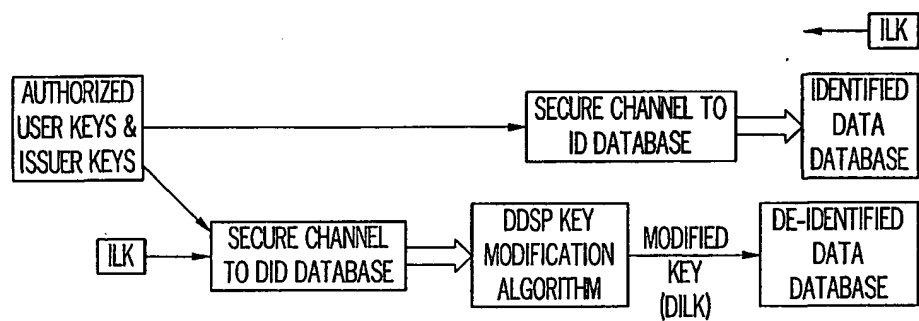 ILK
AUTHORIZED
USER KEYS &
ISSUER KEYS
SECURE CHANNEL TO
ID DATABASE
IDENTIFIED
DATA
DATABASE
ILK
SECURE CHANNEL
TO DID DATABASE
DDSP KEY
MODIFICATION
ALGORITHM
MODIFIED
KEY
(DILK)
DE-IDENTIFIED
DATA
DATABASE